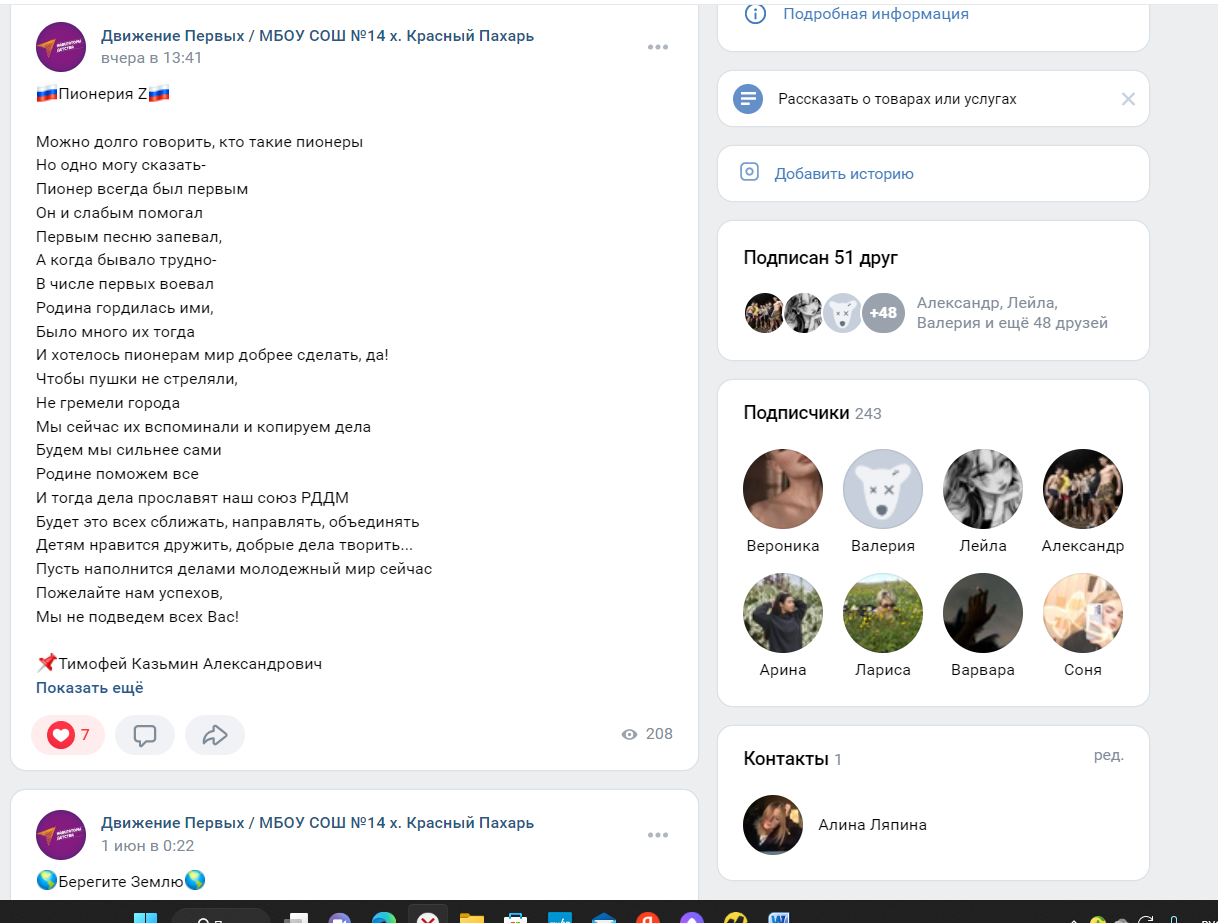 Движение Первых / МБОУ СОШ №14 х. Красный Пахарь
вчера в 13:41
Пионерия Z
Можно долго говорить, кто такие пионеры
Но одно могу сказать-
Пионер всегда был первым
Он и слабым помогал
Первым песню запевал,
А когда бывало трудно-
В числе первых воевал
Родина гордилась ими,
Было много их тогда
И хотелось пионерам мир добрее сделать, да!
Чтобы пушки не стреляли,
Не гремели города
Мы сейчас их вспоминали и копируем дела
Будем мы сильнее сами
Родине поможем все
И тогда дела прославят наш союз РДДМ
Будет это всех сближать, направлять, объединять
Детям нравится дружить, добрые дела творить...
Пусть наполнится делами молодежный мир сейчас
Пожелайте нам успехов,
Мы не подведем всех Вас!
Тимофей Казьмин Александрович
Показать ещё
7
208
Движение Первых / МБОУ СОШ №14 х. Красный Пахарь
1 июн в 0:22
Берегите Землю
Подробная информация
Рассказать о товарах или услугах
Добавить историю
Подписан 51 друг
+48
Александр, Лейла,
Валерия и ещё 48 друзей
Подписчики 243
Вероника Валерия Лейла Александр
Арина Лариса Варвара Соня
Контакты 1
ред.
Алина Ляпина